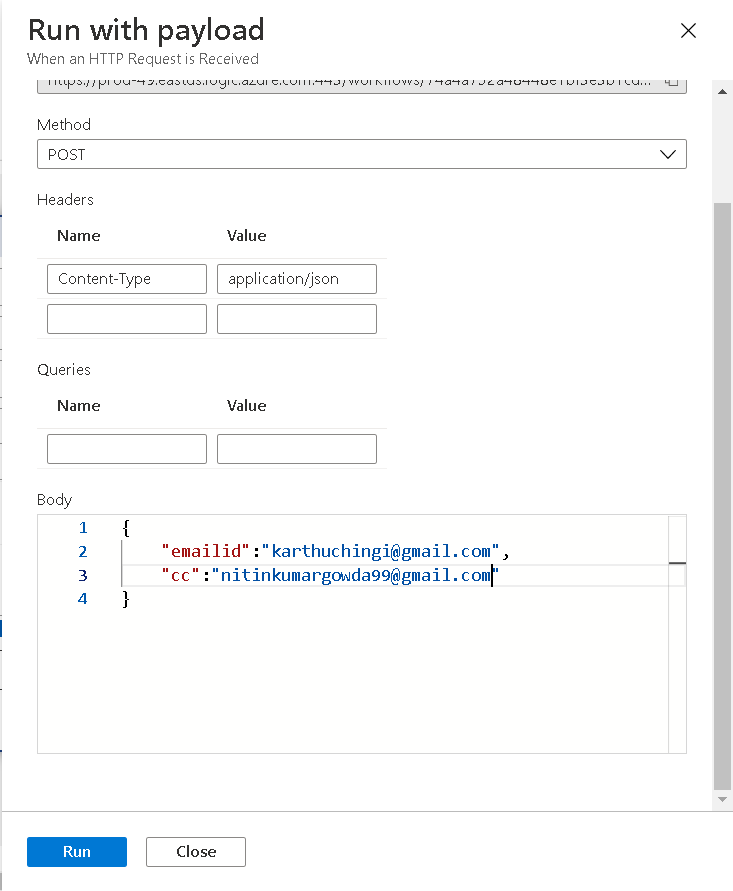 Run with payload
When an HTTP Request is Received
Method
POST
Headers
Name Value
Content-Type application/json
Queries
Name Value
Body
1 {
2 "emailid":"karthuchingi@gmail.com",
3 "cc":"nitinkumargowda99@gmail.com"
4 }
Run Close